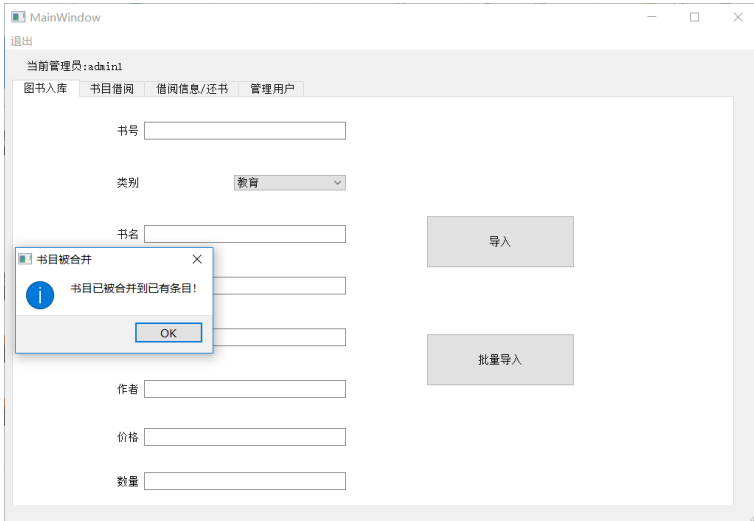 MainWindow
退出
当前管理员:admin1
图书入库 书目借阅 借阅信息/还书 管理用户
书号
类别 教育
书名
导入
书目被合并
书目已被合并到已有条目!
OK
批量导入
作者
价格
数量